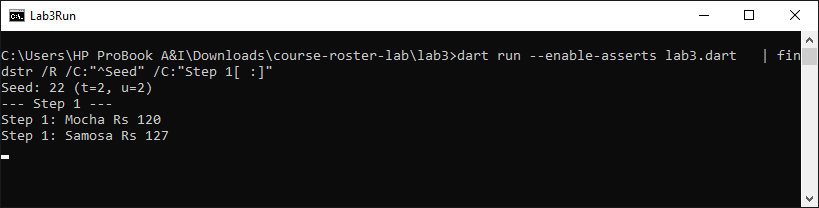 Lab3Run
C:\Users\HP ProBook A&I\Downloads\course-roster-lab\lab3>dart run --enable-asserts lab3.dart   | fin
dstr /R /C:"^Seed" /C:"Step 1[ :]"
Seed: 22 (t=2, u=2)
--- Step 1 ---
Step 1: Mocha Rs 120
Step 1: Samosa Rs 127